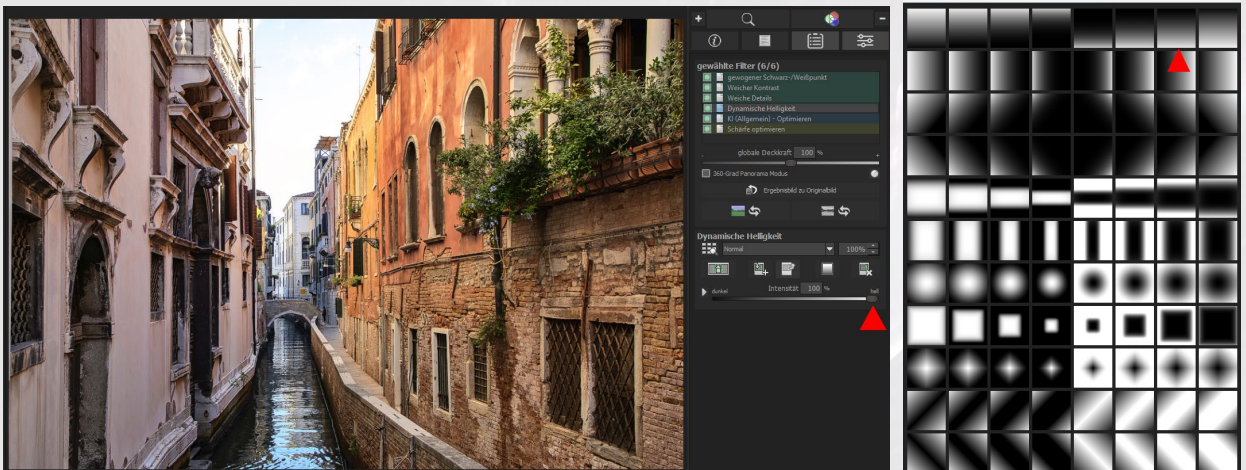 gewählte Filter (6/6)
gewogener Schwarz-/Weißpunkt
Weicher Kontrast
Weiche Details
Dynamische Helligkeit
KI (Allgemein) - Optimieren
Schärfe optimieren
globale Deckkraft 100 %
360-Grad Panorama Modus
Ergebnisbild zu Originalbild
Dynamische Helligkeit
Normal 100%
dunkel Intensität 100 % hell